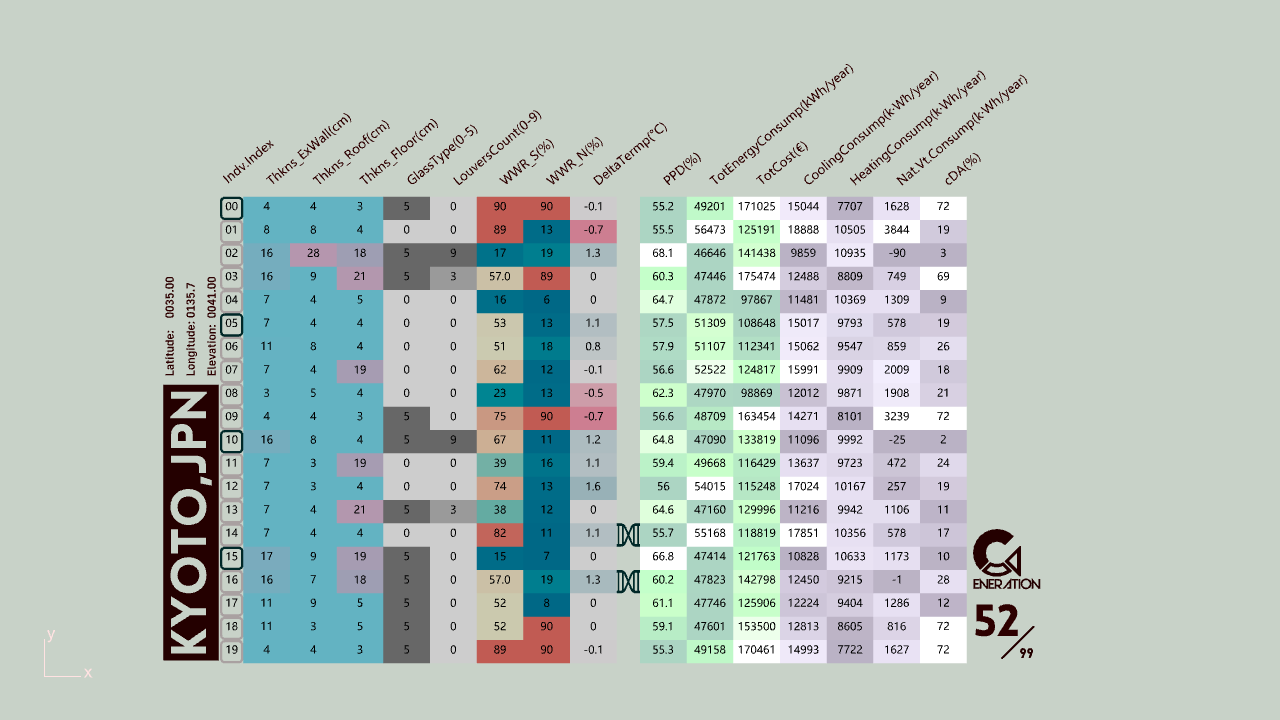 Indv.Index Thkns_ExWall(cm) Thkns_Roof(cm) Thkns_Floor(cm) GlassType(0-5) LouversCount(0-9) WWR_S(%) WWR_N(%) DeltaTermp(°C) PPD(%) TotEnergyConsump(kWh/year) TotCost(€) CoolingConsump(k·Wh/year) HeatingConsump(k·Wh/year) Nat.Vt.Consump(k·Wh/year) cDA(%)
00 4 4 3 5 0 90 90 -0.1 55.2 49201 171025 15044 7707 1628 72
01 8 8 4 0 0 89 13 -0.7 55.5 56473 125191 18888 10505 3844 19
02 16 28 18 5 9 17 19 1.3 68.1 46646 141438 9859 10935 -90 3
03 16 9 21 5 3 57.0 89 0 60.3 47446 175474 12488 8809 749 69
04 7 4 5 0 0 16 6 0 64.7 47872 97867 11481 10369 1309 9
05 7 4 4 0 0 53 13 1.1 57.5 51309 108648 15017 9793 578 19
06 11 8 4 0 0 51 18 0.8 57.9 51107 112341 15062 9547 859 26
07 7 4 19 0 0 62 12 -0.1 56.6 52522 124817 15991 9909 2009 18
08 3 5 4 0 0 23 13 -0.5 62.3 47970 98869 12012 9871 1908 21
09 4 4 3 5 0 75 90 -0.7 56.6 48709 163454 14271 8101 3239 72
10 16 8 4 5 9 67 11 1.2 64.8 47090 133819 11096 9992 -25 2
11 7 3 19 0 0 39 16 1.1 59.4 49668 116429 13637 9723 472 24
12 7 3 4 0 0 74 13 1.6 56 54015 115248 17024 10167 257 19
13 7 4 21 5 3 38 12 0 64.6 47160 129996 11216 9942 1106 11
14 7 4 4 0 0 82 11 1.1 55.7 55168 118819 17851 10356 578 17
15 17 9 19 5 0 15 7 0 66.8 47414 121763 10828 10633 1173 10
16 16 7 18 5 0 57.0 19 1.3 60.2 47823 142798 12450 9215 -1 28
17 11 9 5 5 0 52 8 0 61.1 47746 125906 12224 9404 1286 12
18 11 3 5 5 0 52 90 0 59.1 47601 153500 12813 8605 816 72
19 4 4 3 5 0 89 90 -0.1 55.3 49158 170461 14993 7722 1627 72
Latitude: 0035.00
Longitude: 0135.7
Elevation: 0041.00
KYOTO,JPN
G
ENERATION
52/99
y
x